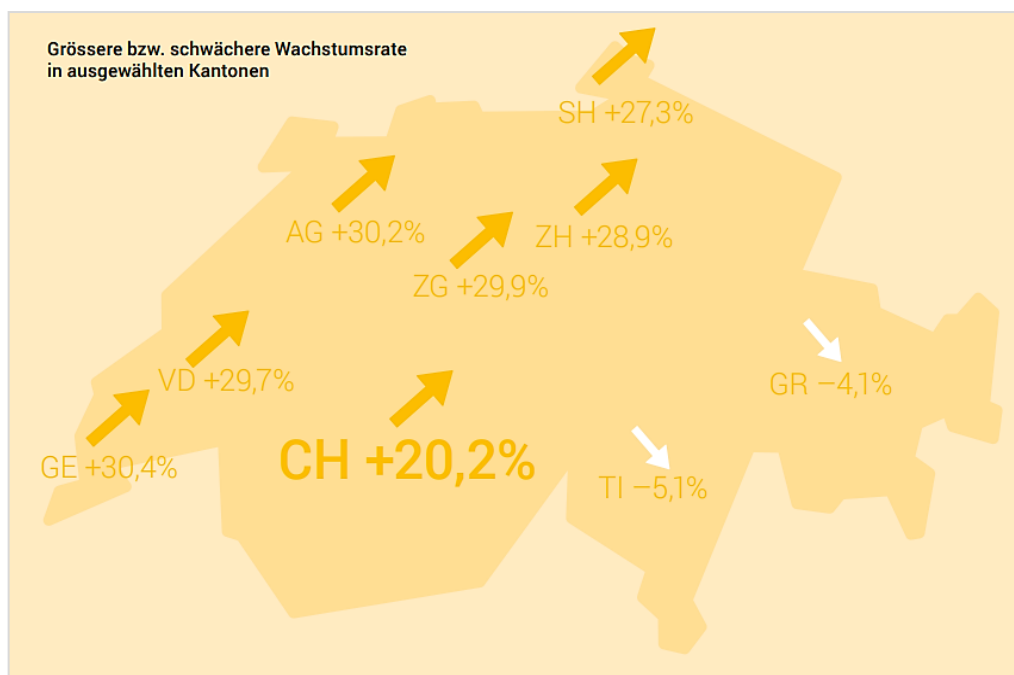 Grössere bzw. schwächere Wachstumsrate
in ausgewählten Kantonen
SH +27,3%
AG +30,2%
ZH +28,9%
ZG +29,9%
VD +29,7%
GR –4,1%
GE +30,4%
CH +20,2%
TI –5,1%